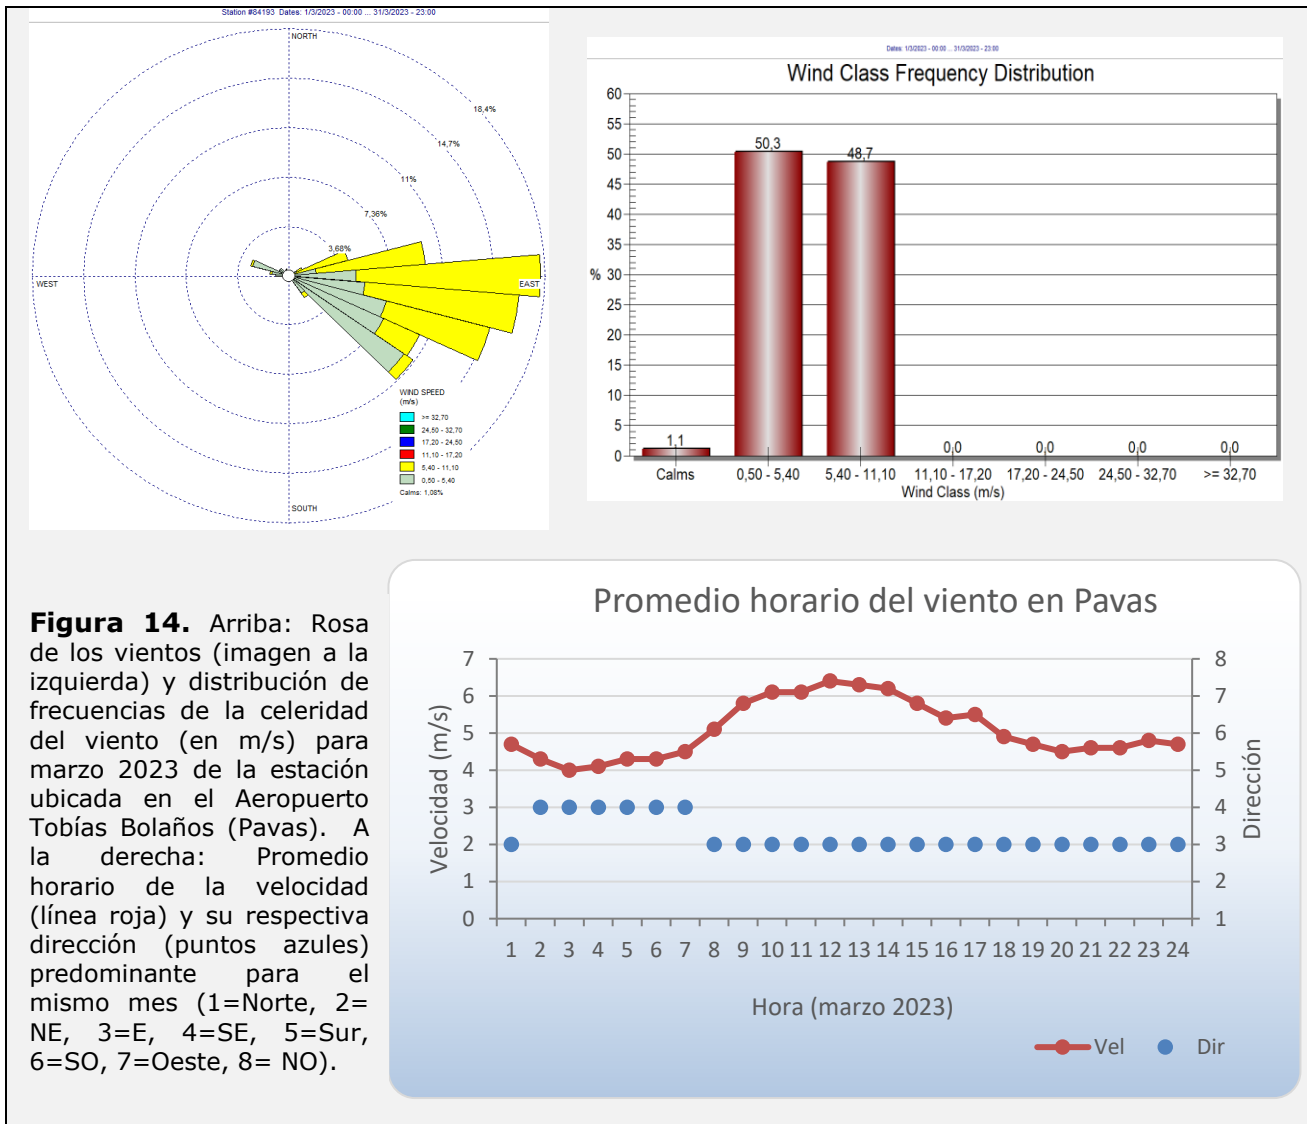 Station #84193 Dates: 1/3/2023 - 00:00 ... 31/3/2023 - 23:00
NORTH
18,4%
14,7%
11%
7,36%
3,68%
WEST
EAST
WIND SPEED
(m/s)
>= 32,70
24,50 - 32,70
17,20 - 24,50
11,10 - 17,20
5,40 - 11,10
0,50 - 5,40
Calms: 1,08%
SOUTH
Dates: 1/3/2023 - 00:00 ... 31/3/2023 - 23:00
Wind Class Frequency Distribution
60
55
50
45
40
35
% 30
25
20
15
10
5
0
1,1
50,3
48,7
0,0
0,0
0,0
0,0
Calms 0,50 - 5,40 5,40 - 11,10 11,10 - 17,20 17,20 - 24,50 24,50 - 32,70 >= 32,70
Wind Class (m/s)
Figura 14. Arriba: Rosa
de los vientos (imagen a la
izquierda) y distribución de
frecuencias de la celeridad
del viento (en m/s) para
marzo 2023 de la estación
ubicada en el Aeropuerto
Tobías Bolaños (Pavas). A
la derecha: Promedio
horario de la velocidad
(línea roja) y su respectiva
dirección (puntos azules)
predominante para el
mismo mes (1=Norte, 2=
NE, 3=E, 4=SE, 5=Sur,
6=SO, 7=Oeste, 8= NO).
Promedio horario del viento en Pavas
Velocidad (m/s)
7
6
5
4
3
2
1
0
8
7
6
5
4
3
2
1
Dirección
1 2 3 4 5 6 7 8 9 10 11 12 13 14 15 16 17 18 19 20 21 22 23 24
Hora (marzo 2023)
Vel Dir